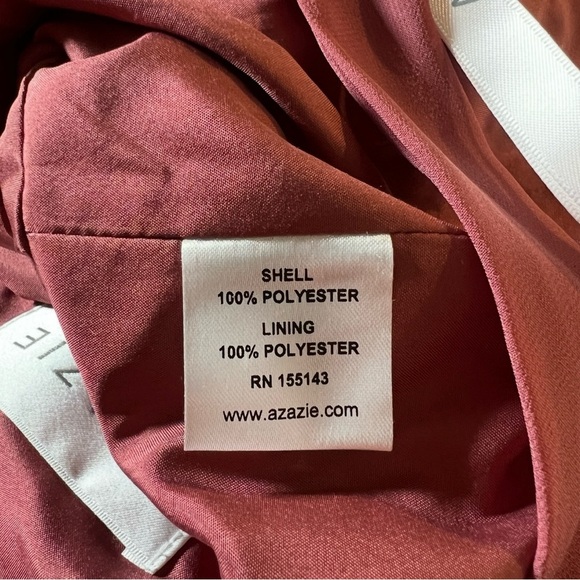 SHELL
100% POLYESTER
LINING
100% POLYESTER
RN 155143
www.azazie.com